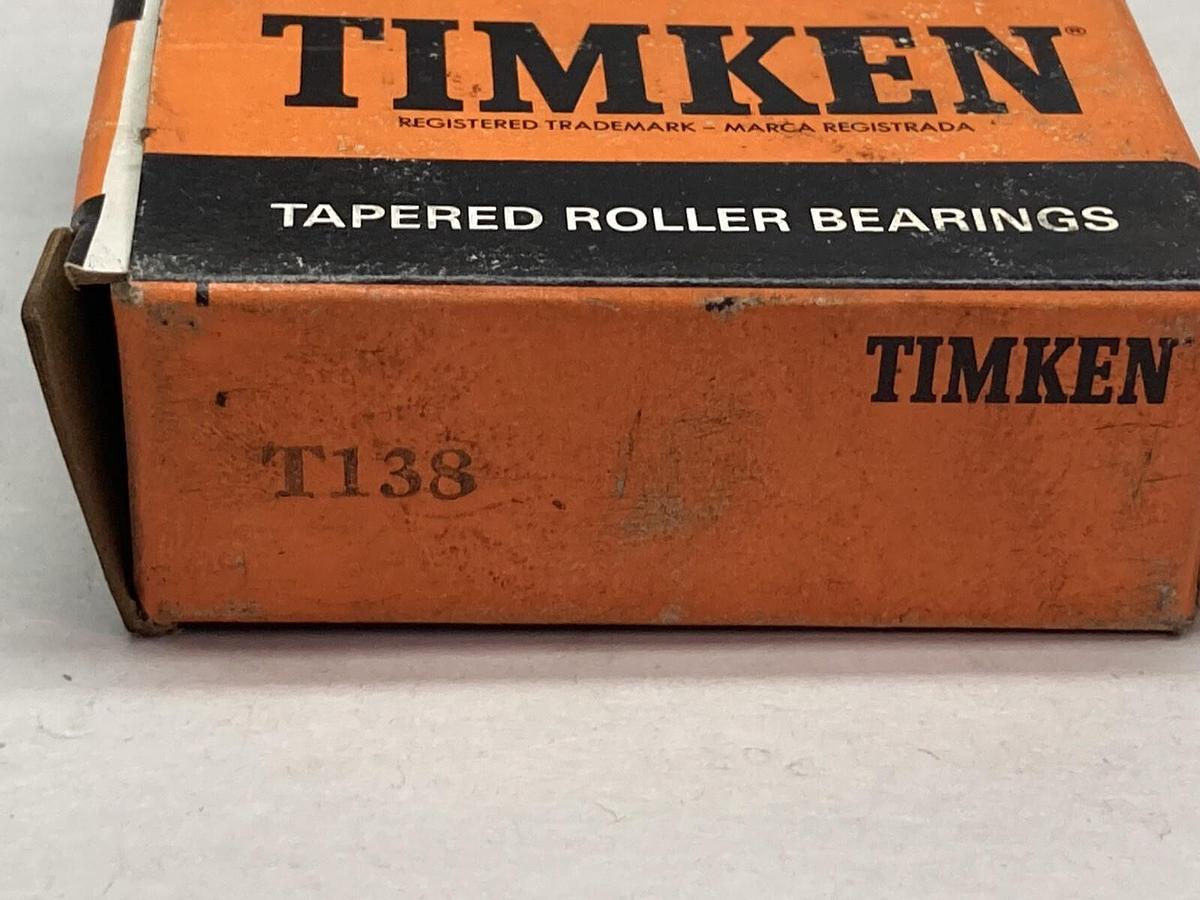 TIMKEN®
REGISTERED TRADEMARK – MARCA REGISTRADA
TAPERED ROLLER BEARINGS
TIMKEN
T138